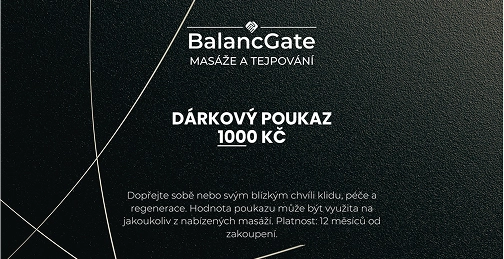 BalancGate
MASÁŽE A TEJPOVÁNÍ
DÁRKOVÝ POUKAZ
1000 KČ
Dopřejte sobě nebo svým blízkým chvíli klidu, péče a
regenerace. Hodnota poukazu může být využita na
jakoukoliv z nabízených masáží. Platnost: 12 měsíců od
zakoupení.